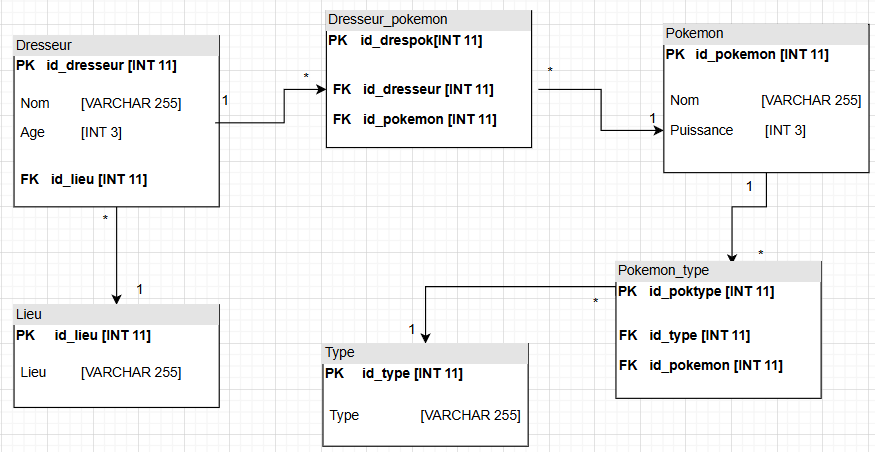 Dresseur
PK id_dresseur [INT 11]
Nom [VARCHAR 255]
Age [INT 3]
FK id_lieu [INT 11]
1
*
Dresseur_pokemon
PK id_drespok[INT 11]
FK id_dresseur [INT 11]
FK id_pokemon [INT 11]
*
1
Pokemon
PK id_pokemon [INT 11]
Nom [VARCHAR 255]
Puissance [INT 3]
*
1
Lieu
PK id_lieu [INT 11]
Lieu [VARCHAR 255]
1
*
Pokemon_type
PK id_poktype [INT 11]
FK id_type [INT 11]
FK id_pokemon [INT 11]
*
1
Type
PK id_type [INT 11]
Type [VARCHAR 255]